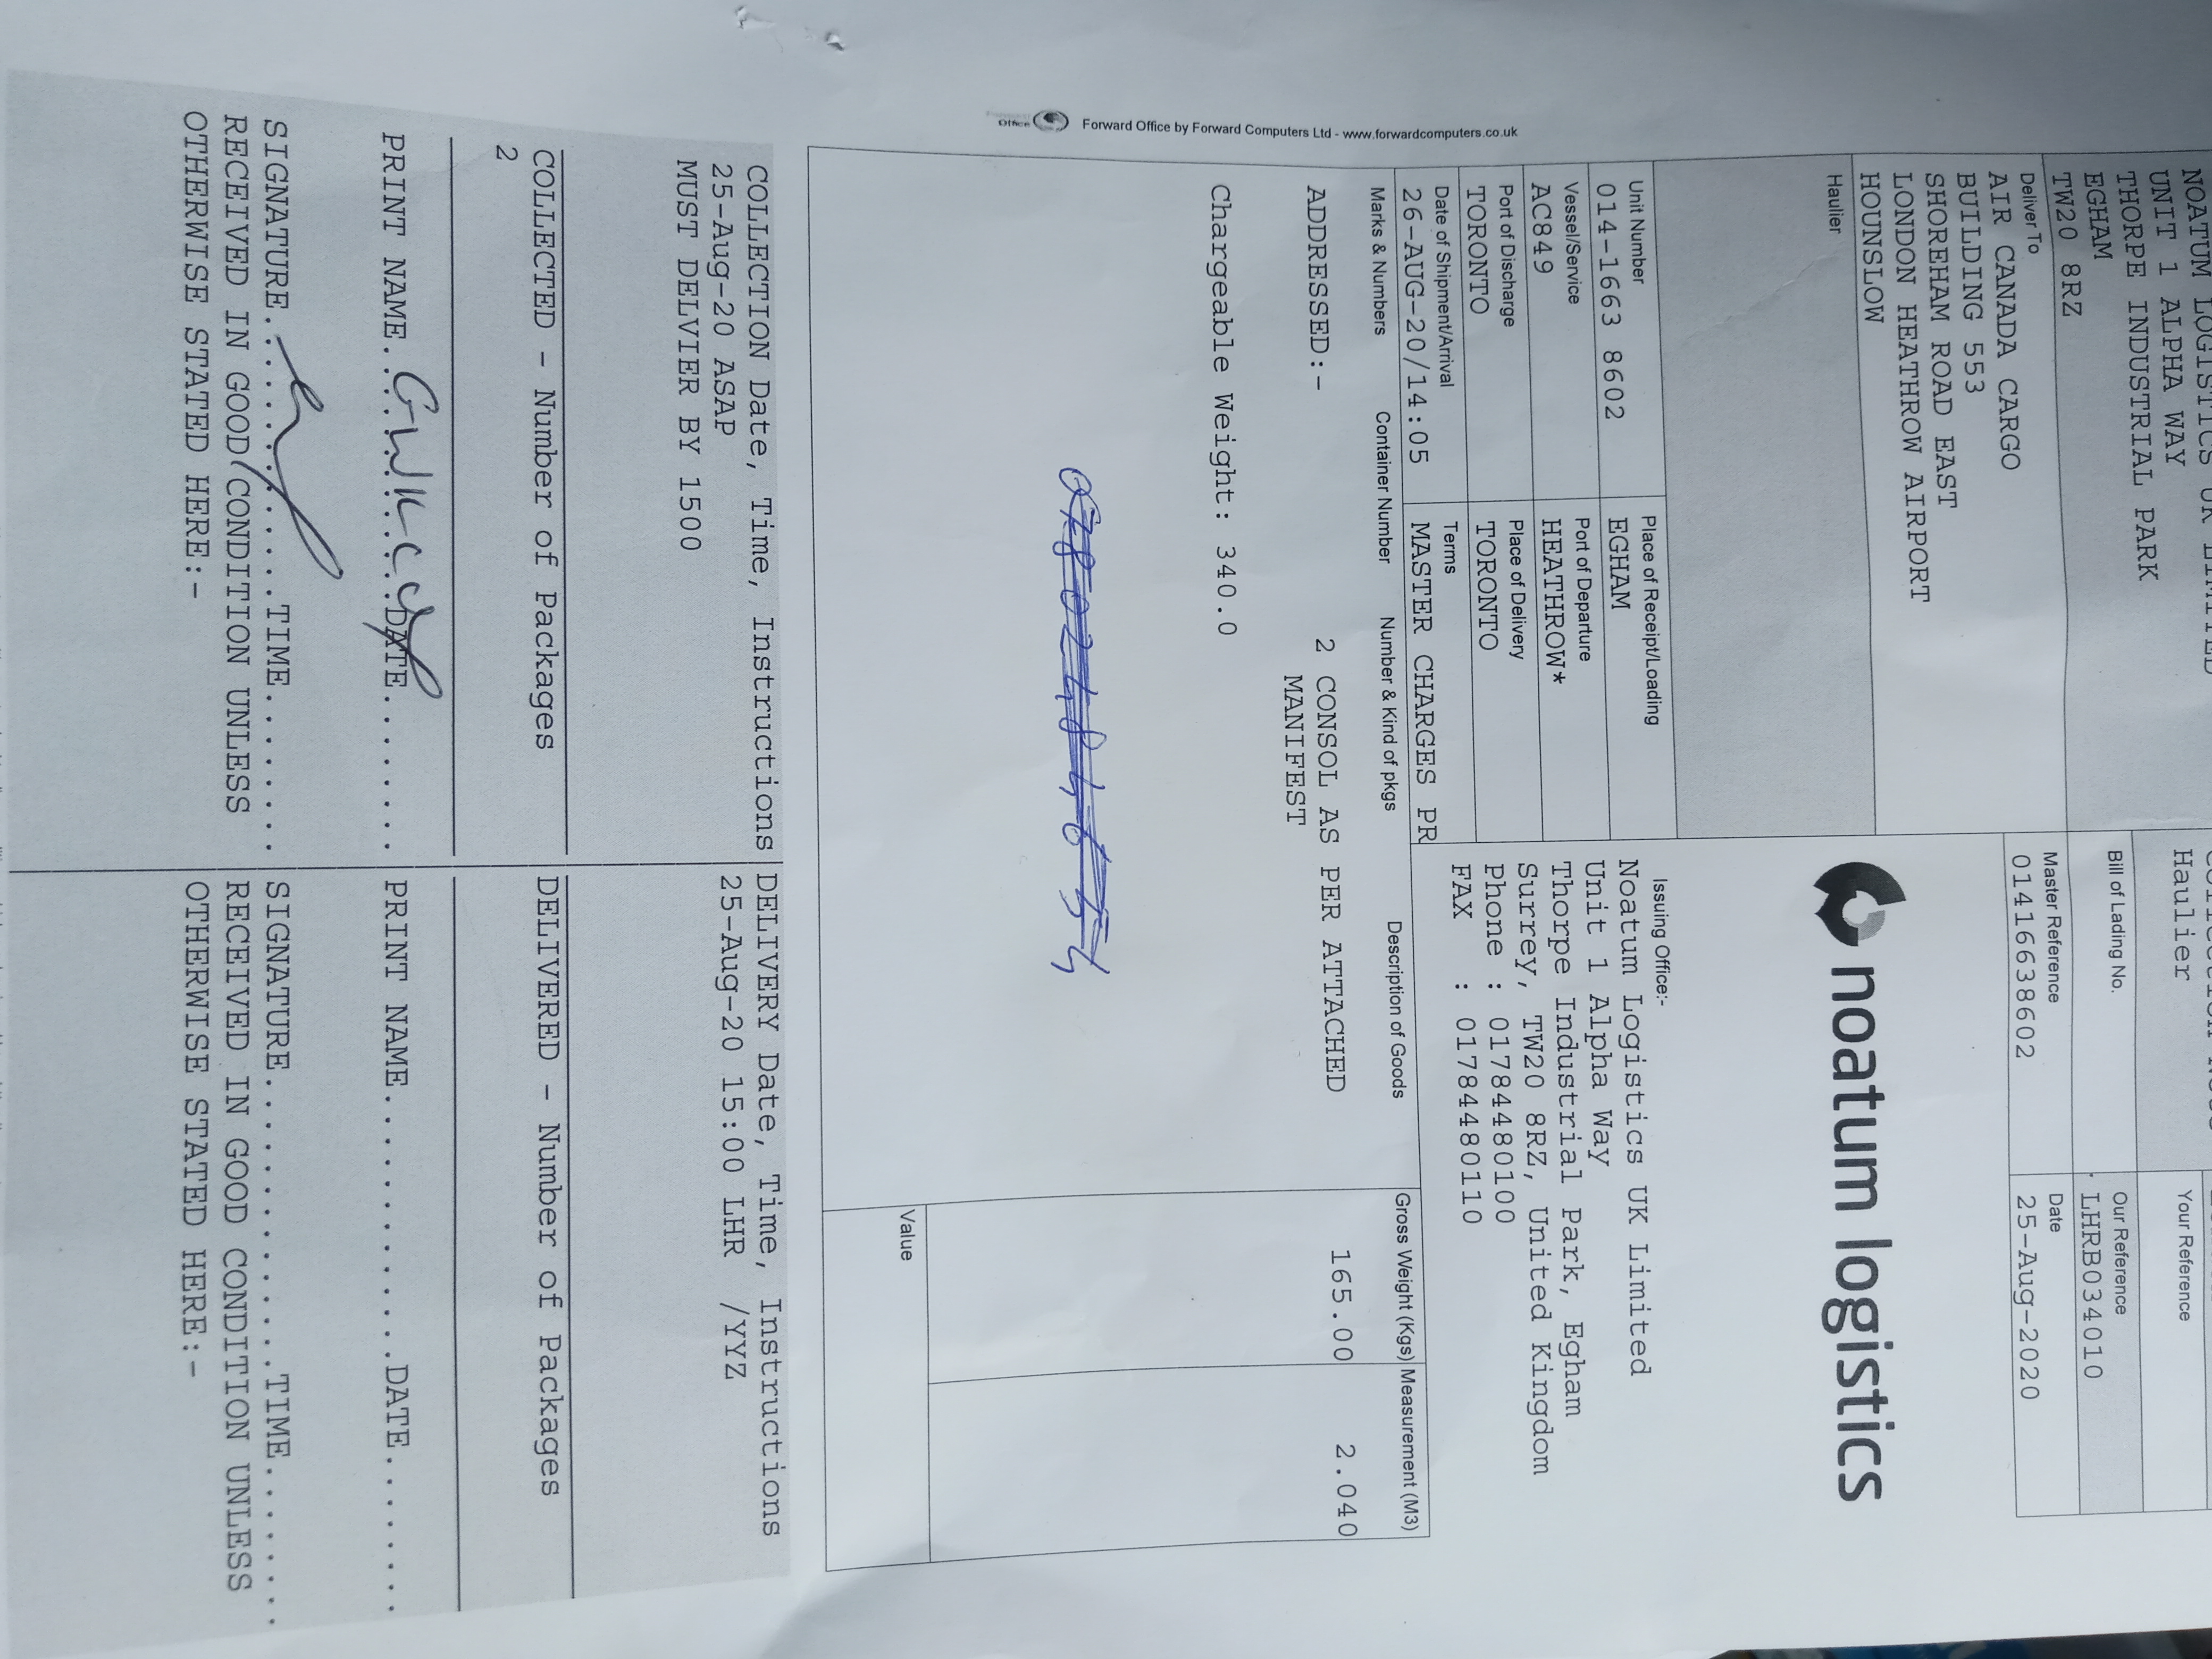 NOATUM LOGISTICS UK LIMITED
UNIT 1 ALPHA WAY
THORPE INDUSTRIAL PARK
EGHAM
TW20 8RZ
Haulier
Your Reference
Bill of Lading No.
Our Reference
LHRB034010
Master Reference
01416638602
Date
25-Aug-2020
Deliver To
AIR CANADA CARGO
BUILDING 553
SHOREHAM ROAD EAST
LONDON HEATHROW AIRPORT
HOUNSLOW
noatum logistics
Haulier
Issuing Office:-
Noatum Logistics UK Limited
Unit 1 Alpha Way
Thorpe Industrial Park, Egham
Surrey, TW20 8RZ, United Kingdom
Phone : 01784480100
FAX : 01784480110
Unit Number
014-1663 8602
Place of Receipt/Loading
EGHAM
Vessel/Service
AC849
Port of Departure
HEATHROW*
Port of Discharge
TORONTO
Place of Delivery
TORONTO
Date of Shipment/Arrival
26-AUG-20/14:05
Terms
MASTER CHARGES PR
Marks & Numbers Container Number Number & Kind of pkgs Description of Goods Gross Weight (Kgs) Measurement (M3)
ADDRESSED:- 2 CONSOL AS PER ATTACHED 165.00 2.040
MANIFEST
Chargeable Weight: 340.0
Value
Forward Office by Forward Computers Ltd - www.forwardcomputers.co.uk
COLLECTION Date, Time, Instructions
25-Aug-20 ASAP
MUST DELVIER BY 1500
DELIVERY Date, Time, Instructions
25-Aug-20 15:00 LHR /YYZ
COLLECTED - Number of Packages
2
DELIVERED - Number of Packages
PRINT NAME..............DATE........
PRINT NAME..............DATE........
SIGNATURE..............TIME........
RECEIVED IN GOOD/CONDITION UNLESS
OTHERWISE STATED HERE:-
SIGNATURE..............TIME........
RECEIVED IN GOOD CONDITION UNLESS
OTHERWISE STATED HERE:-